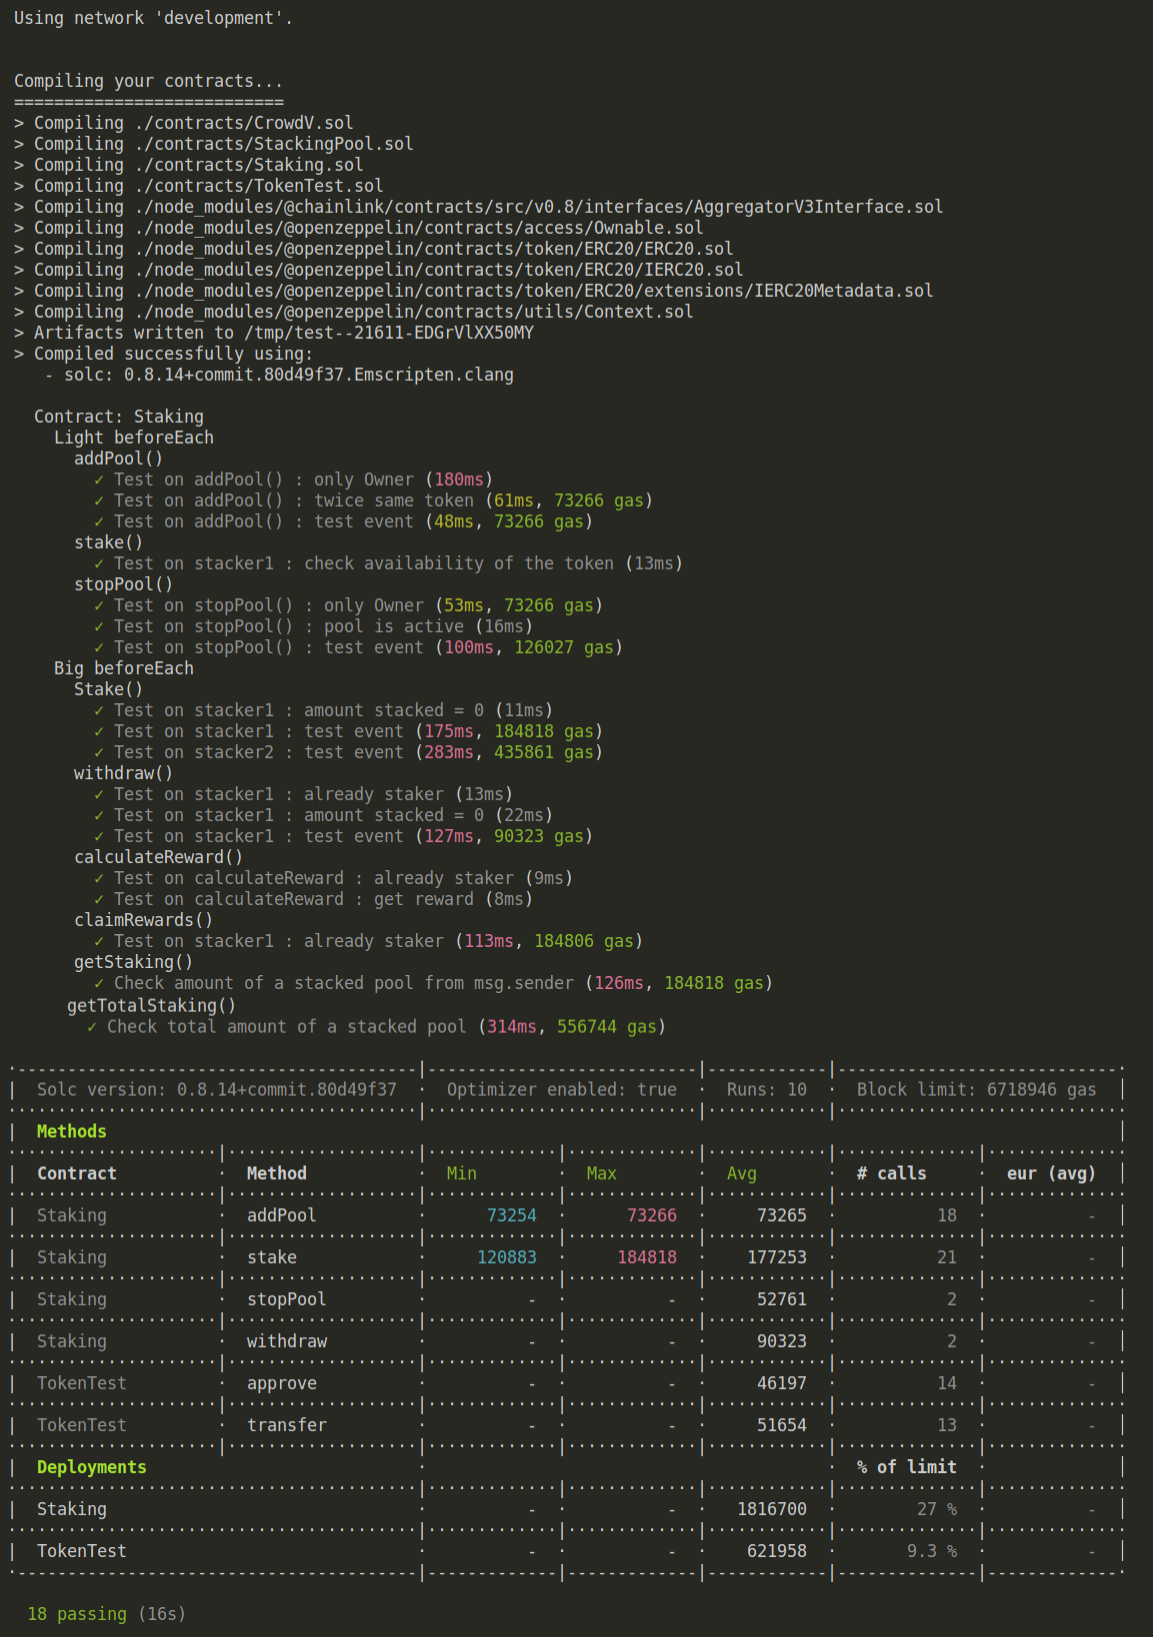 Using network 'development'.
Compiling your contracts...
===========================
> Compiling ./contracts/CrowdV.sol
> Compiling ./contracts/StackingPool.sol
> Compiling ./contracts/Staking.sol
> Compiling ./contracts/TokenTest.sol
> Compiling ./node_modules/@chainlink/contracts/src/v0.8/interfaces/AggregatorV3Interface.sol
> Compiling ./node_modules/@openzeppelin/contracts/access/Ownable.sol
> Compiling ./node_modules/@openzeppelin/contracts/token/ERC20/ERC20.sol
> Compiling ./node_modules/@openzeppelin/contracts/token/ERC20/IERC20.sol
> Compiling ./node_modules/@openzeppelin/contracts/token/ERC20/extensions/IERC20Metadata.sol
> Compiling ./node_modules/@openzeppelin/contracts/utils/Context.sol
> Artifacts written to /tmp/test--21611-EDGrVlXX50MY
> Compiled successfully using:
   - solc: 0.8.14+commit.80d49f37.Emscripten.clang
Contract: Staking
Light beforeEach
addPool()
✓ Test on addPool() : only Owner (180ms)
✓ Test on addPool() : twice same token (61ms, 73266 gas)
✓ Test on addPool() : test event (48ms, 73266 gas)
stake()
✓ Test on stacker1 : check availability of the token (13ms)
stopPool()
✓ Test on stopPool() : only Owner (53ms, 73266 gas)
✓ Test on stopPool() : pool is active (16ms)
✓ Test on stopPool() : test event (100ms, 126027 gas)
Big beforeEach
Stake()
✓ Test on stacker1 : amount stacked = 0 (11ms)
✓ Test on stacker1 : test event (175ms, 184818 gas)
✓ Test on stacker2 : test event (283ms, 435861 gas)
withdraw()
✓ Test on stacker1 : already staker (13ms)
✓ Test on stacker1 : amount stacked = 0 (22ms)
✓ Test on stacker1 : test event (127ms, 90323 gas)
calculateReward()
✓ Test on calculateReward : already staker (9ms)
✓ Test on calculateReward : get reward (8ms)
claimRewards()
✓ Test on stacker1 : already staker (113ms, 184806 gas)
getStaking()
✓ Check amount of a stacked pool from msg.sender (126ms, 184818 gas)
getTotalStaking()
✓ Check total amount of a stacked pool (314ms, 556744 gas)
| Solc version: 0.8.14+commit.80d49f37 · Optimizer enabled: true · Runs: 10 · Block limit: 6718946 gas |
| Methods |
| Contract · Method · Min · Max · Avg · # calls · eur (avg) |
| Staking · addPool · 73254 · 73266 · 73265 · 18 · - |
| Staking · stake · 120883 · 184818 · 177253 · 21 · - |
| Staking · stopPool · - · - · 52761 · 2 · - |
| Staking · withdraw · - · - · 90323 · 2 · - |
| TokenTest · approve · - · - · 46197 · 14 · - |
| TokenTest · transfer · - · - · 51654 · 13 · - |
| Deployments · · % of limit · |
| Staking · - · - · 1816700 · 27 % · - |
| TokenTest · - · - · 621958 · 9.3 % · - |
18 passing (16s)